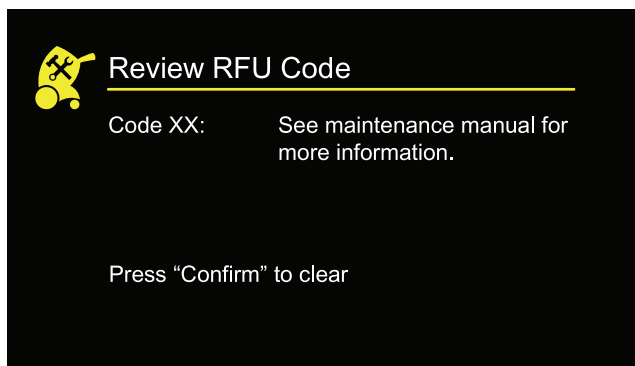 Review RFU Code
Code XX: See maintenance manual for
more information.
Press “Confirm” to clear